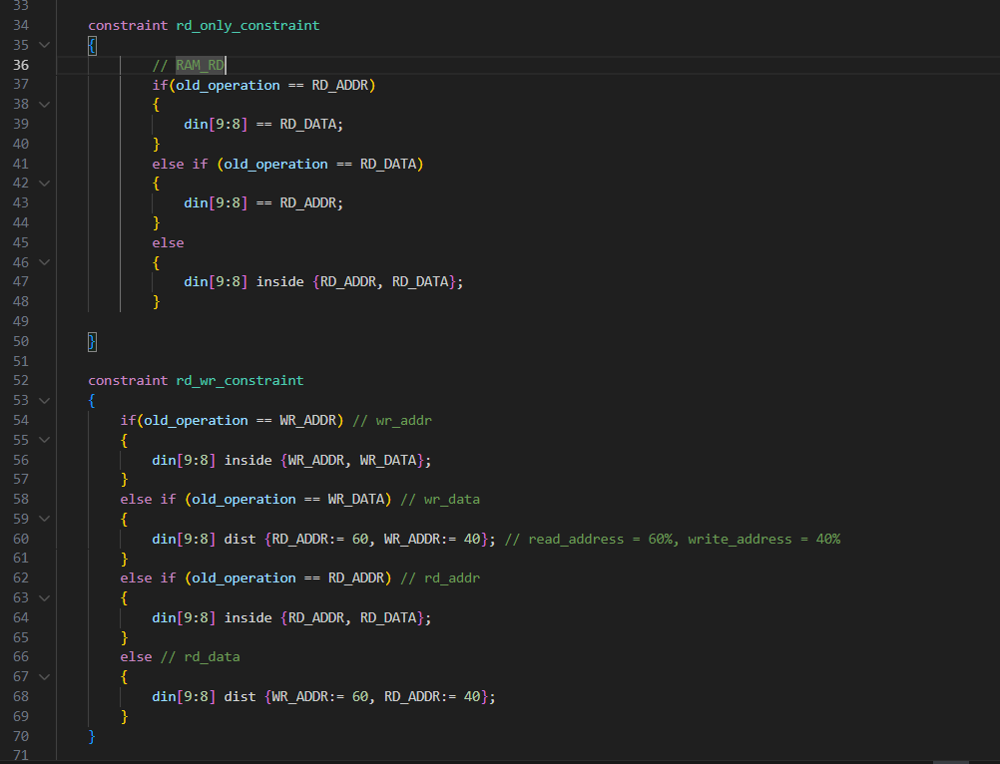 33
34 constraint rd_only_constraint
35 {
36 // RAM_RD
37 if(old_operation == RD_ADDR)
38 {
39 din[9:8] == RD_DATA;
40 }
41 else if (old_operation == RD_DATA)
42 {
43 din[9:8] == RD_ADDR;
44 }
45 else
46 {
47 din[9:8] inside {RD_ADDR, RD_DATA};
48 }
49
50 }
51
52 constraint rd_wr_constraint
53 {
54 if(old_operation == WR_ADDR) // wr_addr
55 {
56 din[9:8] inside {WR_ADDR, WR_DATA};
57 }
58 else if (old_operation == WR_DATA) // wr_data
59 {
60 din[9:8] dist {RD_ADDR:= 60, WR_ADDR:= 40}; // read_address = 60%, write_address = 40%
61 }
62 else if (old_operation == RD_ADDR) // rd_addr
63 {
64 din[9:8] inside {RD_ADDR, RD_DATA};
65 }
66 else // rd_data
67 {
68 din[9:8] dist {WR_ADDR:= 60, RD_ADDR:= 40};
69 }
70 }
71